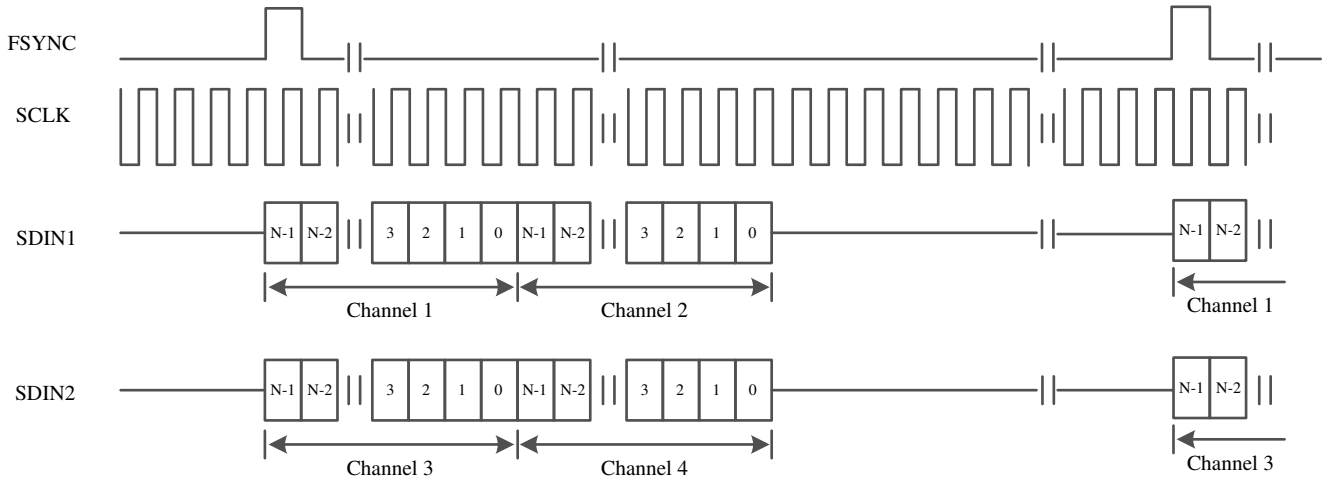 FSYNC
SCLK
SDIN1
N-1 N-2 3 2 1 0 N-1 N-2 3 2 1 0 N-1 N-2
Channel 1 Channel 2 Channel 1
SDIN2
N-1 N-2 3 2 1 0 N-1 N-2 3 2 1 0 N-1 N-2
Channel 3 Channel 4 Channel 3